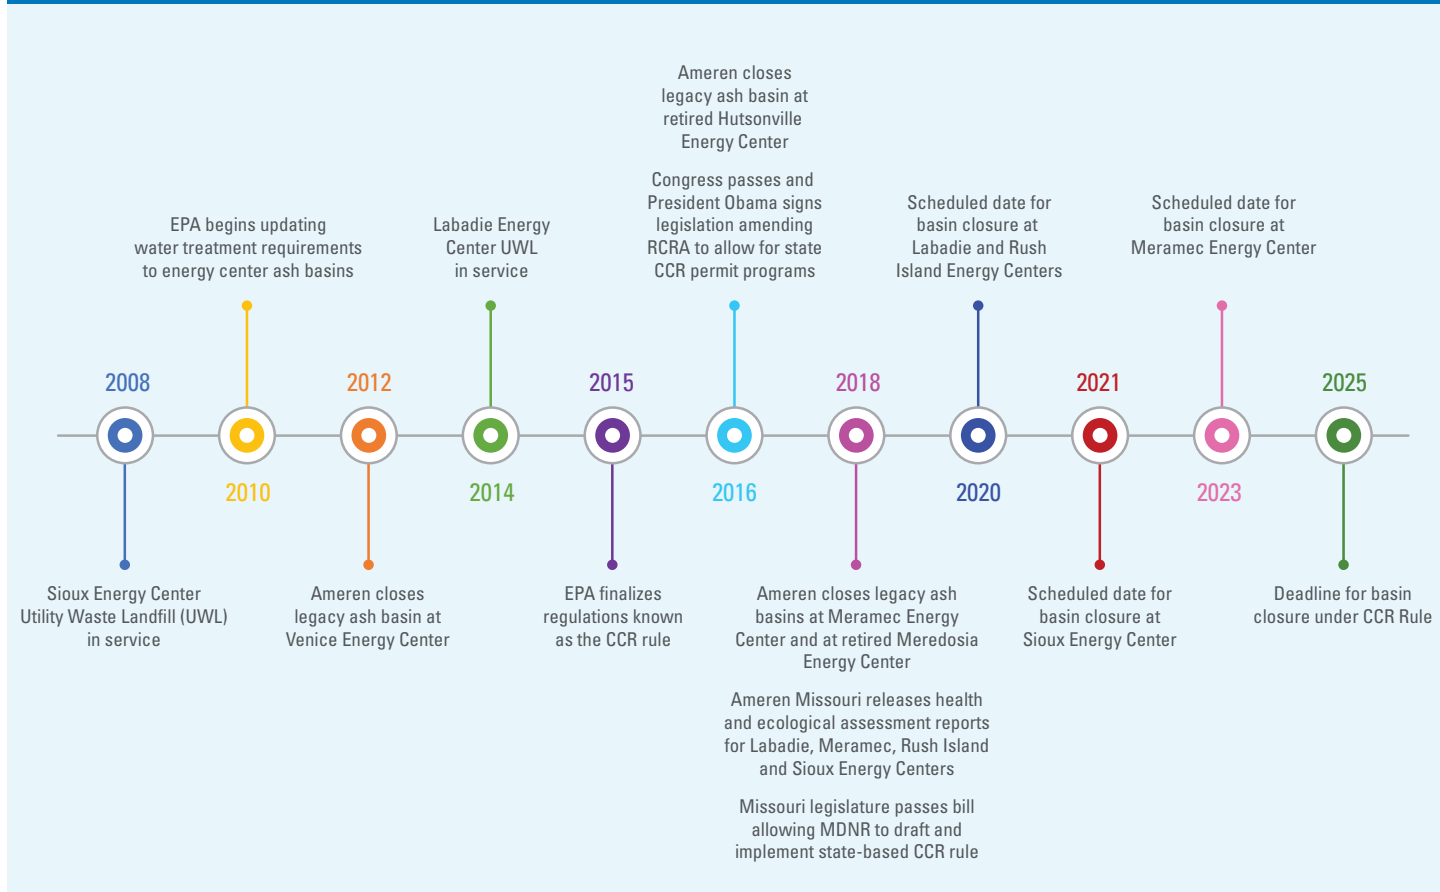 2008
Sioux Energy Center
Utility Waste Landfill (UWL)
in service
EPA begins updating
water treatment requirements
to energy center ash basins
2010
2012
Ameren closes
legacy ash basin at
Venice Energy Center
Labadie Energy
Center UWL
in service
2014
2015
EPA finalizes
regulations known
as the CCR rule
Ameren closes
legacy ash basin at
retired Hutsonville
Energy Center
Congress passes and
President Obama signs
legislation amending
RCRA to allow for state
CCR permit programs
2016
2018
Ameren closes legacy ash
basins at Meramec Energy
Center and at retired Meredosia
Energy Center
Ameren Missouri releases health
and ecological assessment reports
for Labadie, Meramec, Rush Island
and Sioux Energy Centers
Missouri legislature passes bill
allowing MDNR to draft and
implement state-based CCR rule
Scheduled date for
basin closure at
Labadie and Rush
Island Energy Centers
2020
2021
Scheduled date for
basin closure at
Sioux Energy Center
Scheduled date for
basin closure at
Meramec Energy Center
2023
2025
Deadline for basin
closure under CCR Rule